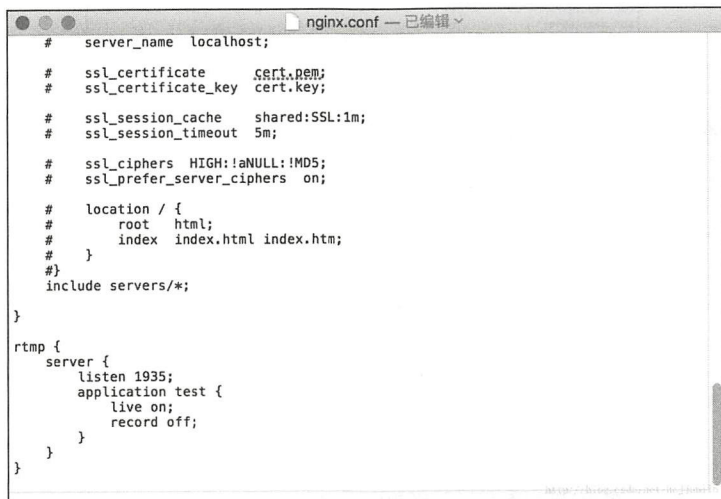 nginx.conf — 已编辑
#    server_name  localhost;
#    ssl_certificate      cert.pem;
#    ssl_certificate_key  cert.key;
#    ssl_session_cache    shared:SSL:1m;
#    ssl_session_timeout  5m;
#    ssl_ciphers  HIGH:!aNULL:!MD5;
#    ssl_prefer_server_ciphers  on;
#    location / {
#        root   html;
#        index  index.html index.htm;
#    }
#}
include servers/*;
}
rtmp {
    server {
        listen 1935;
        application test {
            live on;
            record off;
        }
    }
}